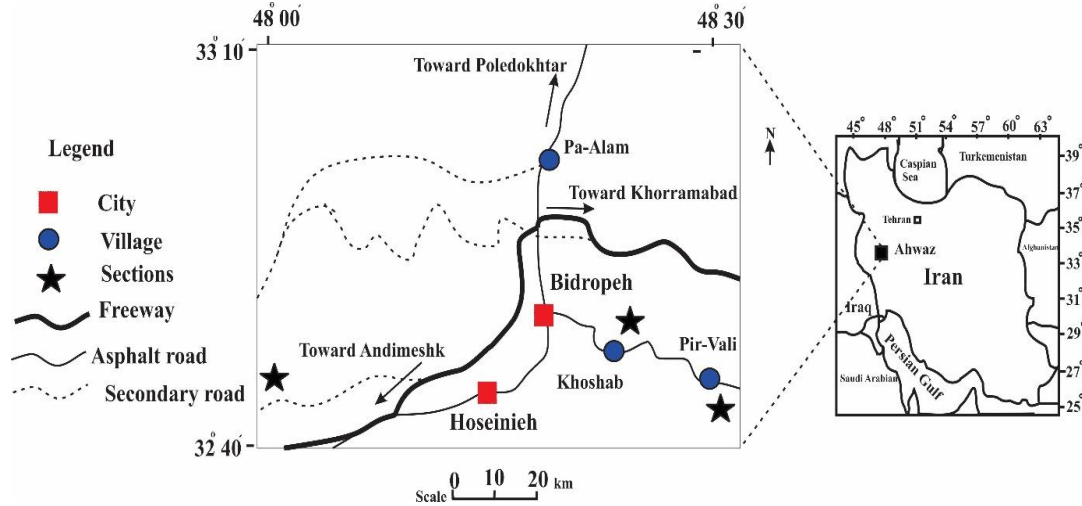 48° 00'
48° 30'
33° 10'
Toward Poledokhtar
Pa-Alam
N
Toward Khorramabad
Legend
City
Village
Sections
Freeway
Asphalt road
Secondary road
Bidropeh
Toward Andimeshk
Pir-Vali
Khoshab
Hoseinieh
32° 40'
Scale 0 10 20 km
45° 48° 51° 54° 57° 60° 63°
Caspian
Sea
Turkemenistan
39°
37°
35°
Tehran
Afghanistan
Ahwaz
33°
Iran
31°
Iraq
29°
Persian Gulf
Saudi Arabian
27°
25°